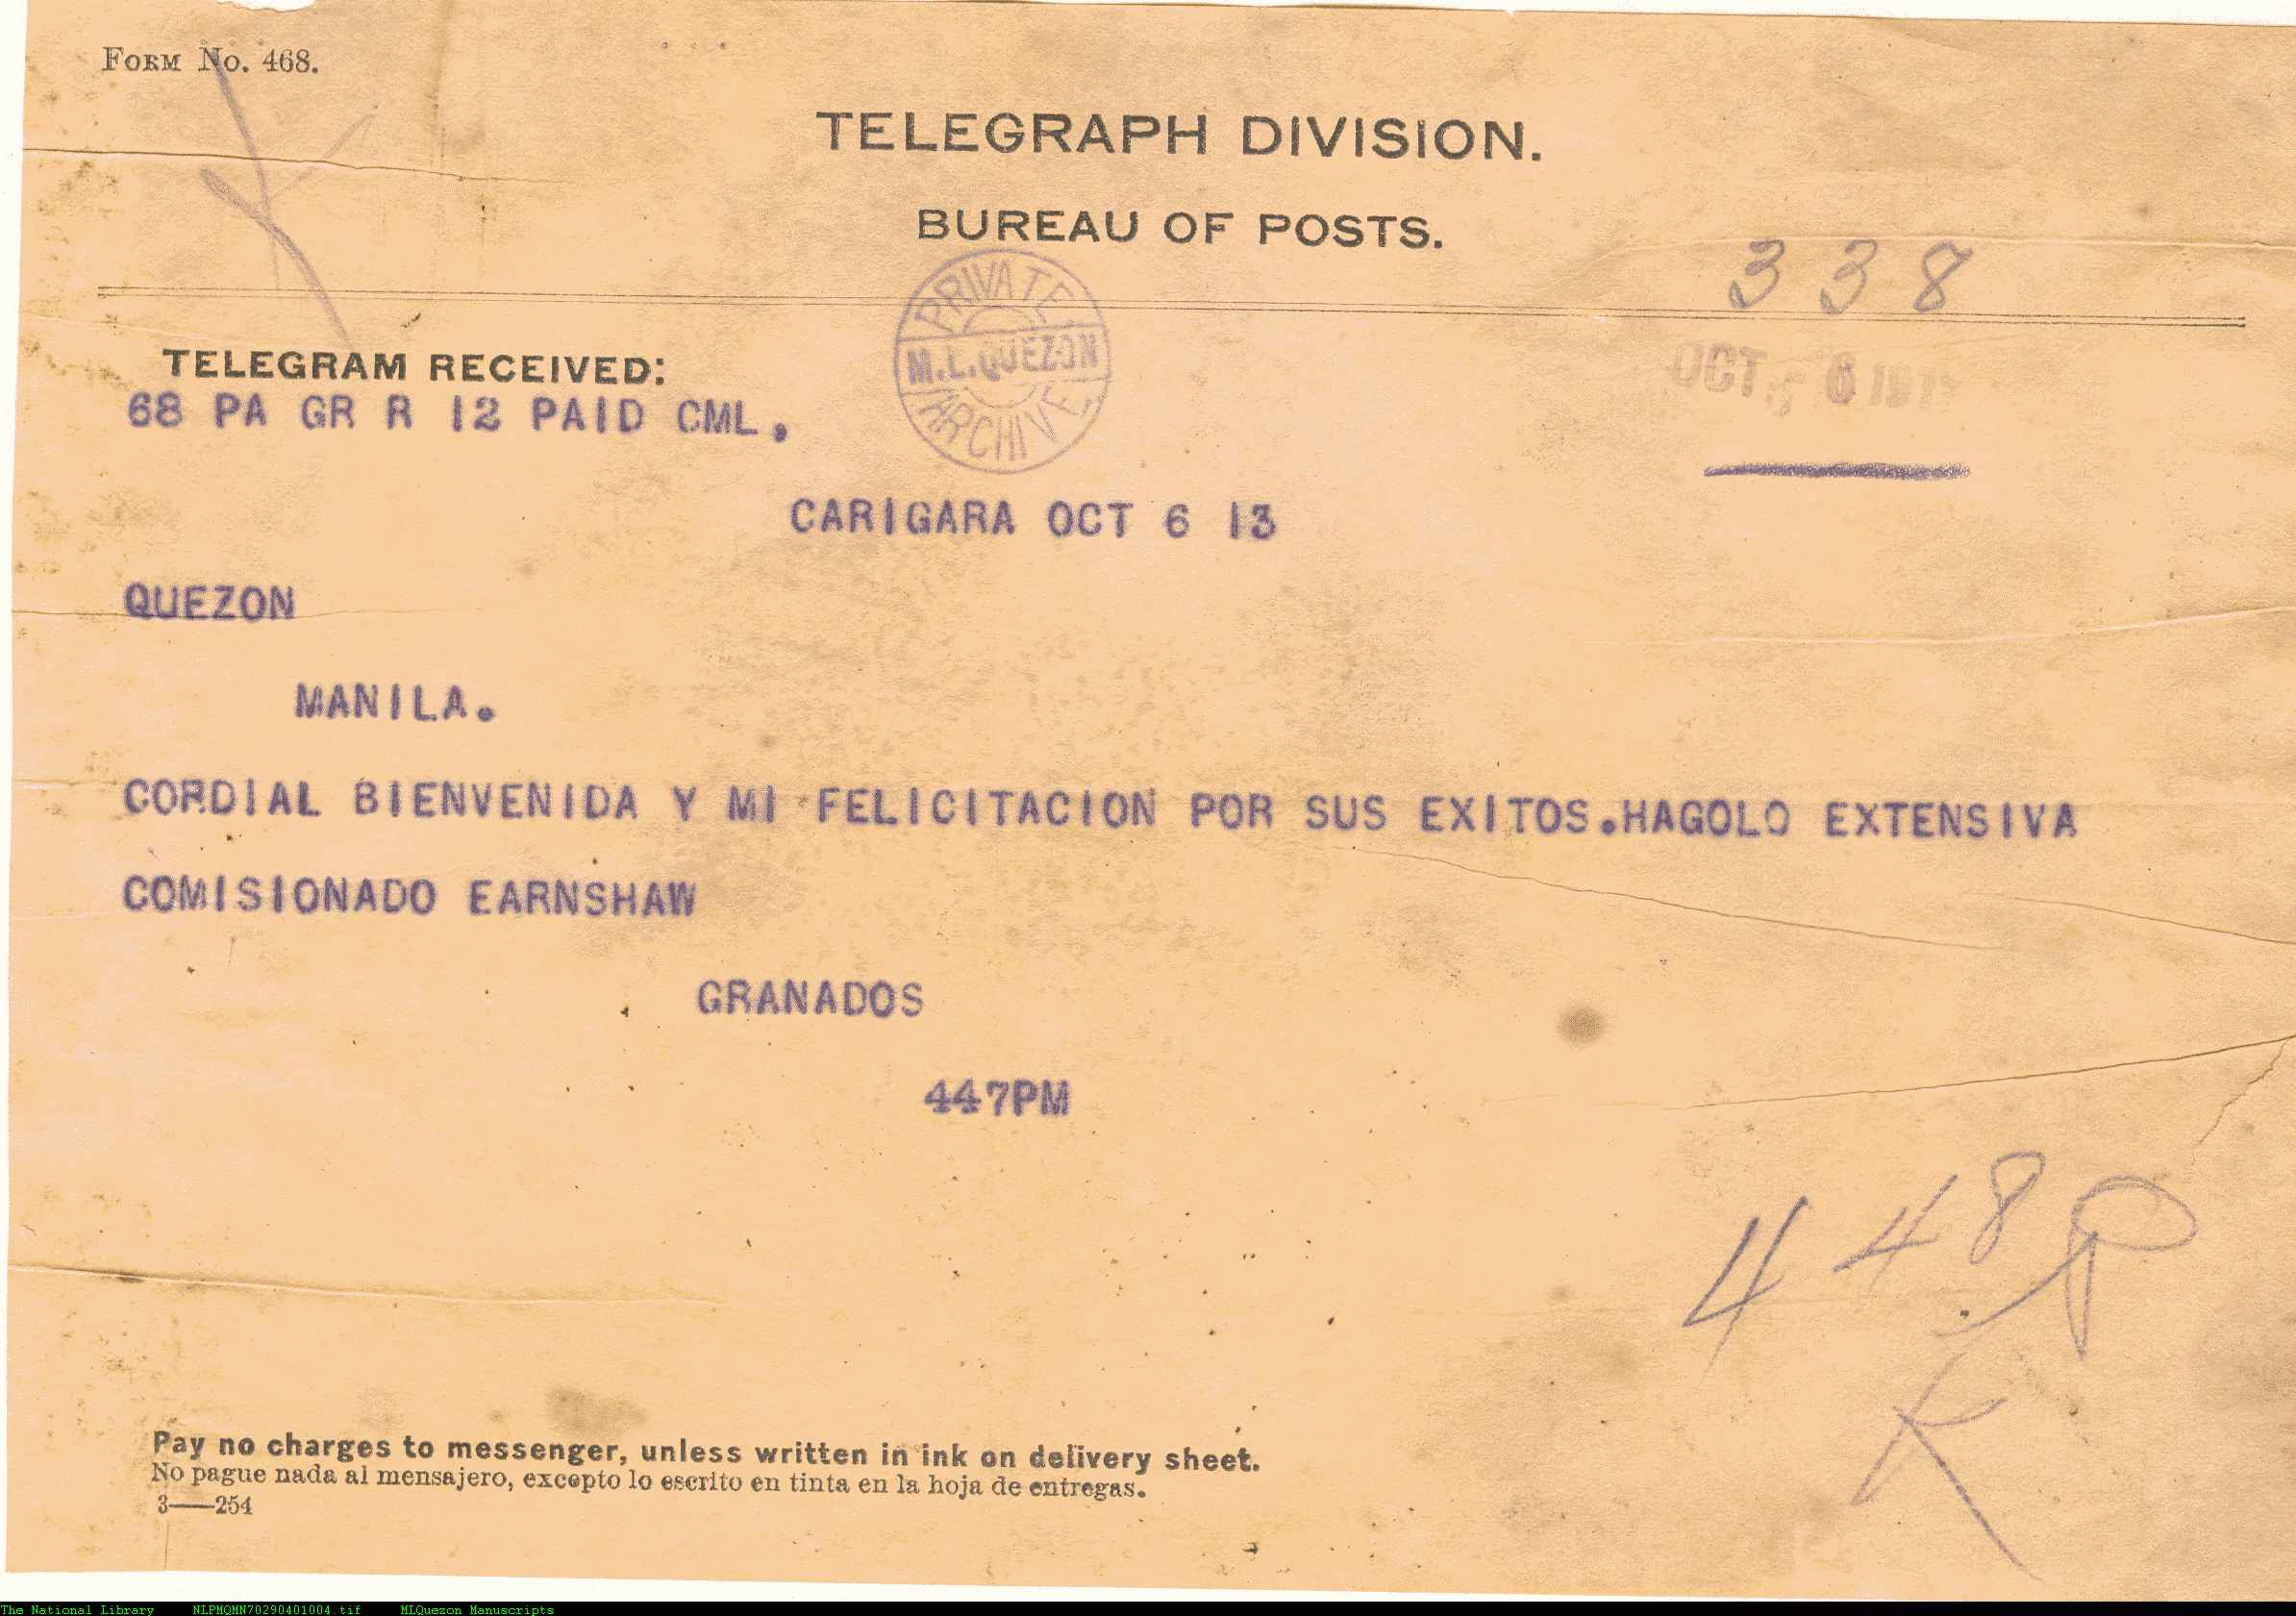 FORM No. 468.
TELEGRAPH DIVISION.
BUREAU OF POSTS.
338
PRIVATE
M.L.QUEZON
ARCHIVE
TELEGRAM RECEIVED:
OCT 6
68 PA GR R 12 PAID CML,
CARIGARA OCT 6 13
QUEZON
MANILA.
CORDIAL BIENVENIDA Y MI FELICITACION POR SUS EXITOS.HAGOLO EXTENSIVA
COMISIONADO EARNSHAW
GRANADOS
447PM
448P
K
Pay no charges to messenger, unless written in ink on delivery sheet.
No pague nada al mensajero, excepto lo escrito en tinta en la hoja de entregas.
3——254
The National Library NLPMQMN70290401004.tif MLQuezon Manuscripts